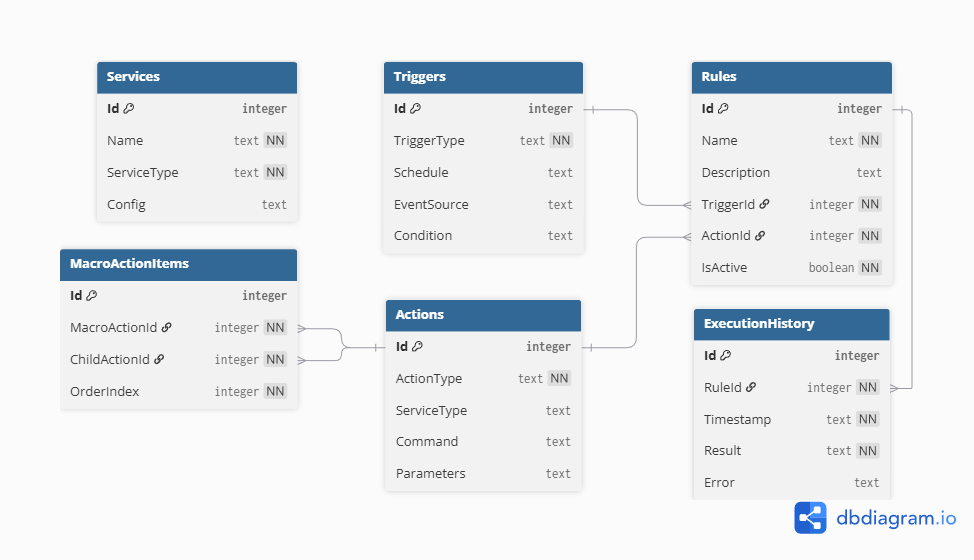 Services
Id integer
Name text NN
ServiceType text NN
Config text
Triggers
Id integer
TriggerType text NN
Schedule text
EventSource text
Condition text
Rules
Id integer
Name text NN
Description text
TriggerId integer NN
ActionId integer NN
IsActive boolean NN
MacroActionItems
Id integer
MacroActionId integer NN
ChildActionId integer NN
OrderIndex integer NN
Actions
Id integer
ActionType text NN
ServiceType text
Command text
Parameters text
ExecutionHistory
Id integer
RuleId integer NN
Timestamp text NN
Result text NN
Error text
dbdiagram.io